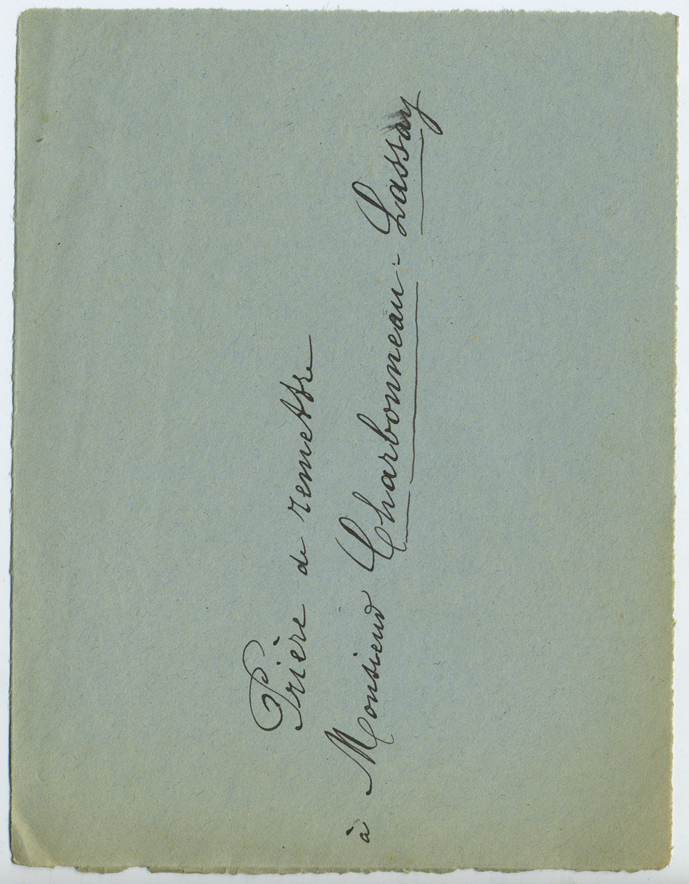 Prière de remettre
à Monsieur Charbonneau-Lassay